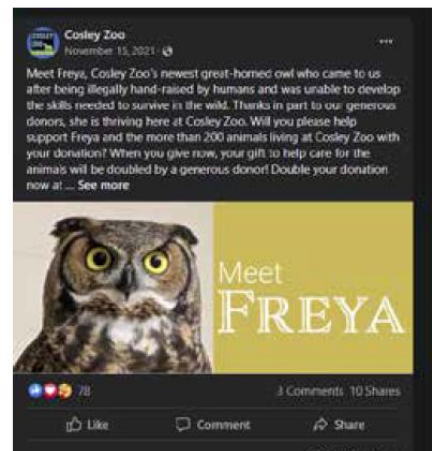 Cosley Zoo
November 15, 2021 ·
Meet Freya, Cosley Zoo's newest great-horned owl who came to us
after being illegally hand-raised by humans and was unable to develop
the skills needed to survive in the wild. Thanks in part to our generous
donors, she is thriving here at Cosley Zoo. Will you please help
support Freya and the more than 200 animals living at Cosley Zoo with
your donation? When you give now, your gift to help care for the
animals will be doubled by a generous donor! Double your donation
now at ... See more
Meet
FREYA
78 3 Comments 10 Shares
Like Comment Share